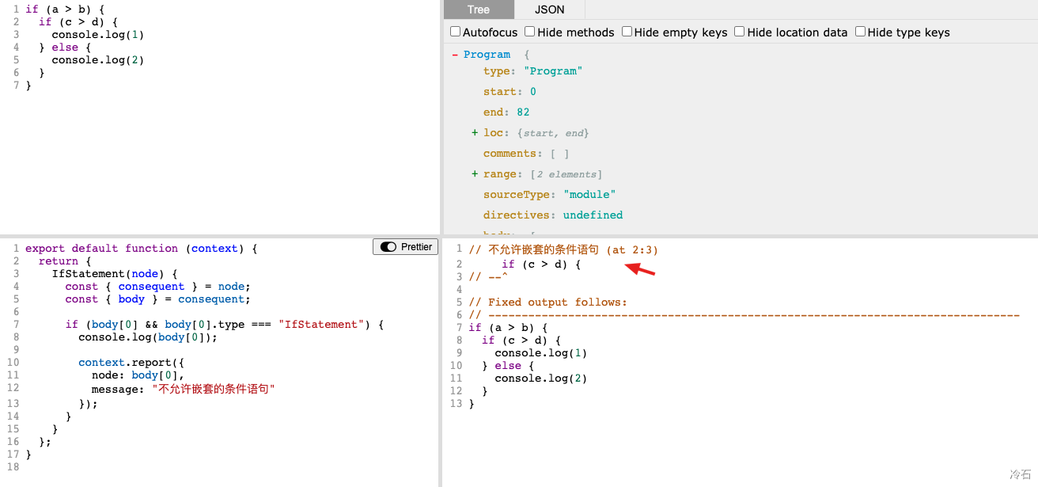 1 if (a > b) {
2   if (c > d) {
3     console.log(1)
4   } else {
5     console.log(2)
6   }
7 }
Tree JSON
Autofocus Hide methods Hide empty keys Hide location data Hide type keys
- Program {
type: "Program"
start: 0
end: 82
+ loc: {start, end}
comments: [ ]
+ range: [2 elements]
sourceType: "module"
directives: undefined
Prettier
1 export default function (context) {
2   return {
3     IfStatement(node) {
4       const { consequent } = node;
5       const { body } = consequent;
6
7       if (body[0] && body[0].type === "IfStatement") {
8         console.log(body[0]);
9
10         context.report({
11           node: body[0],
12           message: "不允许嵌套的条件语句"
13         });
14       }
15     }
16   };
17 }
18
1 // 不允许嵌套的条件语句 (at 2:3)
2      if (c > d) {
3 // --^
4
5 // Fixed output follows:
6 // --------------------------------------------------------------------------------
7 if (a > b) {
8   if (c > d) {
9     console.log(1)
10   } else {
11     console.log(2)
12   }
13 }
冷石